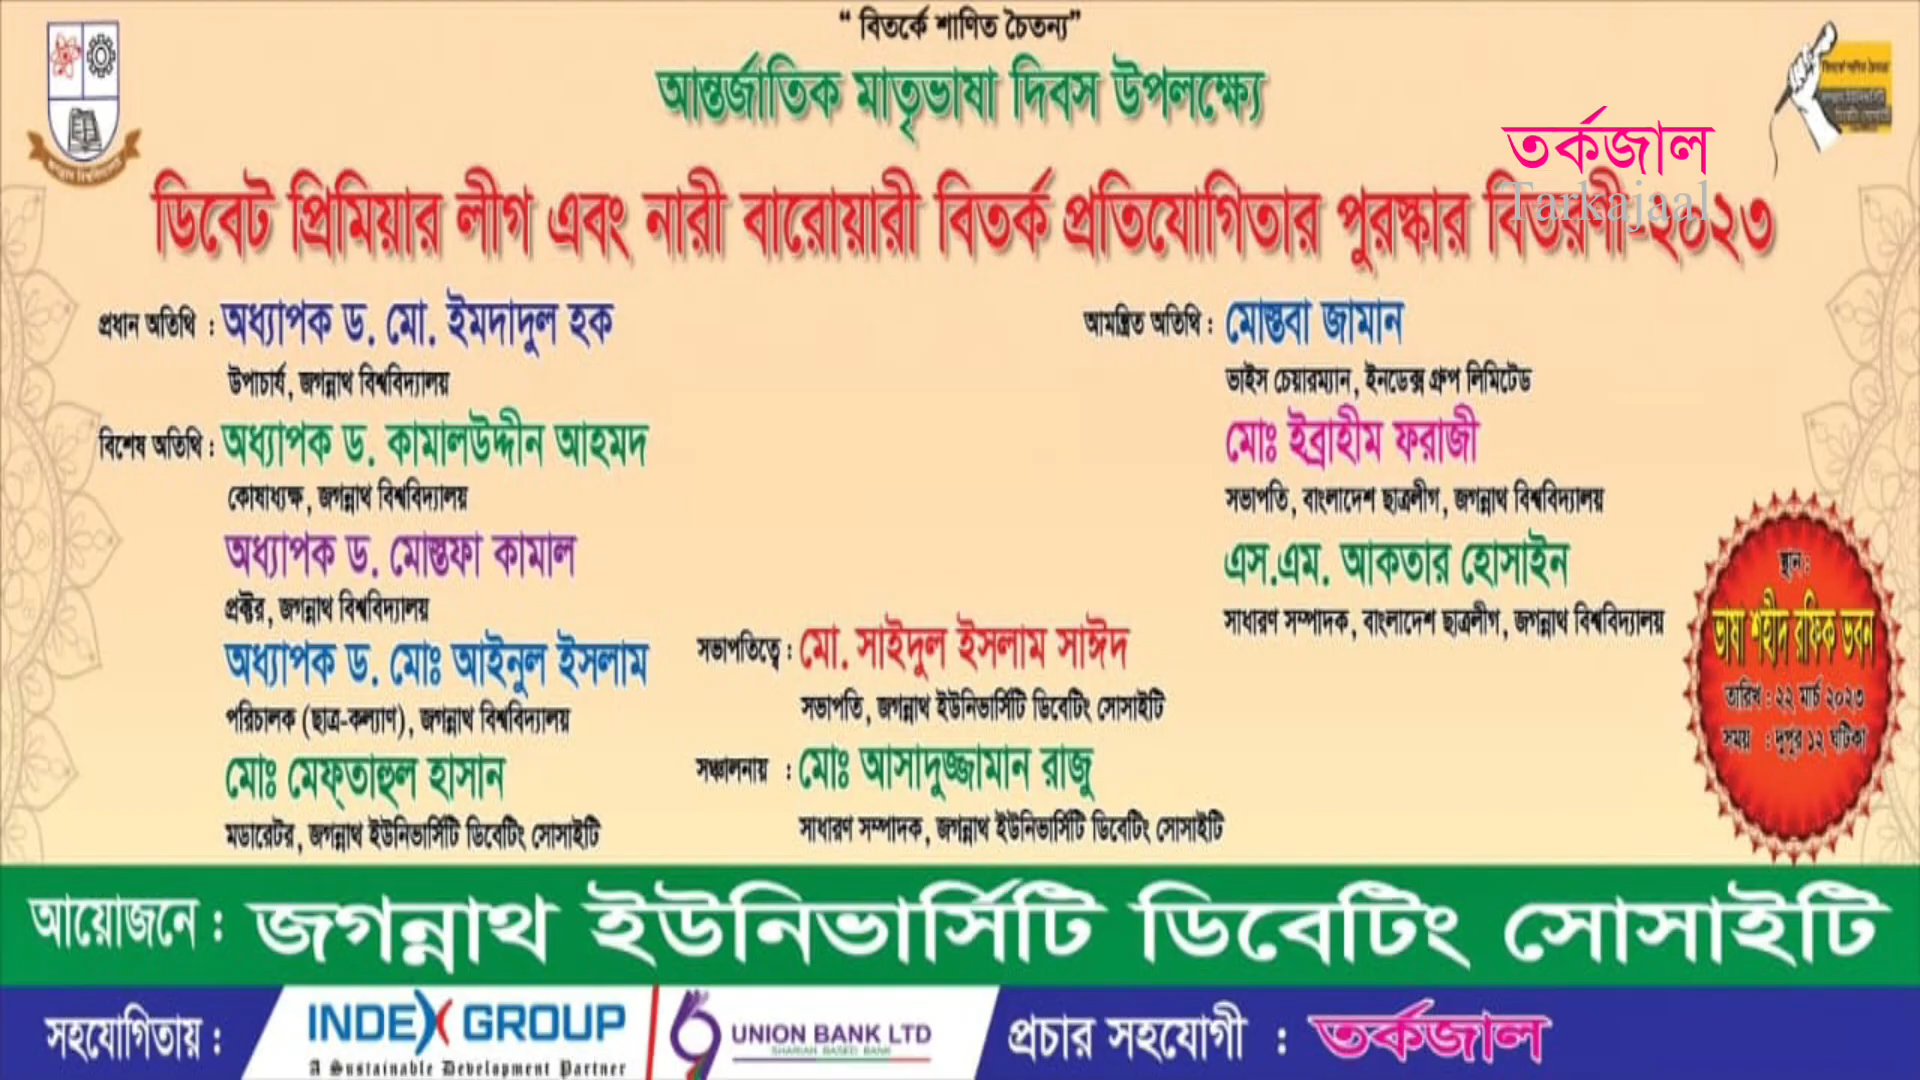 “ বিতর্কে শাণিত চৈতন্য”
আন্তর্জাতিক মাতৃভাষা দিবস উপলক্ষ্যে
তর্কজাল
Tarkajaal
ডিবেট প্রিমিয়ার লীগ এবং নারী বারোয়ারী বিতর্ক প্রতিযোগিতার পুরস্কার বিতরণী-২০২৩
প্রধান অতিথি : অধ্যাপক ড. মো. ইমদাদুল হক
উপাচার্য, জগন্নাথ বিশ্ববিদ্যালয়
বিশেষ অতিথি : অধ্যাপক ড. কামালউদ্দীন আহমদ
কোষাধ্যক্ষ, জগন্নাথ বিশ্ববিদ্যালয়
অধ্যাপক ড. মোস্তফা কামাল
প্রক্টর, জগন্নাথ বিশ্ববিদ্যালয়
অধ্যাপক ড. মোঃ আইনুল ইসলাম
পরিচালক (ছাত্র-কল্যাণ), জগন্নাথ বিশ্ববিদ্যালয়
মোঃ মেফ্তাহুল হাসান
মডারেটর, জগন্নাথ ইউনিভার্সিটি ডিবেটিং সোসাইটি
সভাপতিত্বে : মো. সাইদুল ইসলাম সাঈদ
সভাপতি, জগন্নাথ ইউনিভার্সিটি ডিবেটিং সোসাইটি
সঞ্চালনায় : মোঃ আসাদুজ্জামান রাজু
সাধারণ সম্পাদক, জগন্নাথ ইউনিভার্সিটি ডিবেটিং সোসাইটি
আমন্ত্রিত অতিথি : মোস্তবা জামান
ভাইস চেয়ারম্যান, ইনডেক্স গ্রুপ লিমিটেড
মোঃ ইব্রাহীম ফরাজী
সভাপতি, বাংলাদেশ ছাত্রলীগ, জগন্নাথ বিশ্ববিদ্যালয়
এস.এম. আকতার হোসাইন
সাধারণ সম্পাদক, বাংলাদেশ ছাত্রলীগ, জগন্নাথ বিশ্ববিদ্যালয়
স্থান :
ভাষা শহীদ রফিক ভবন
তারিখ : ২২ মার্চ ২০২৩
সময় : দুপুর ১২ ঘটিকা
আয়োজনে : জগন্নাথ ইউনিভার্সিটি ডিবেটিং সোসাইটি
সহযোগিতায় :
INDEX GROUP
A Sustainable Development Partner
UNION BANK LTD
SHARIAH BASED BANK
প্রচার সহযোগী : তর্কজাল